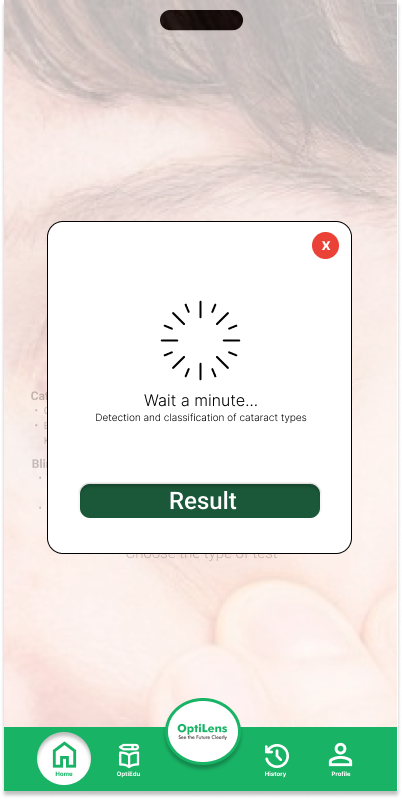 X
Cat
Bli
Wait a minute...
Detection and classification of cataract types
Result
Choose the type of test
OptiLens
See the Future Clearly
Home
OptiEdu
History
Profile